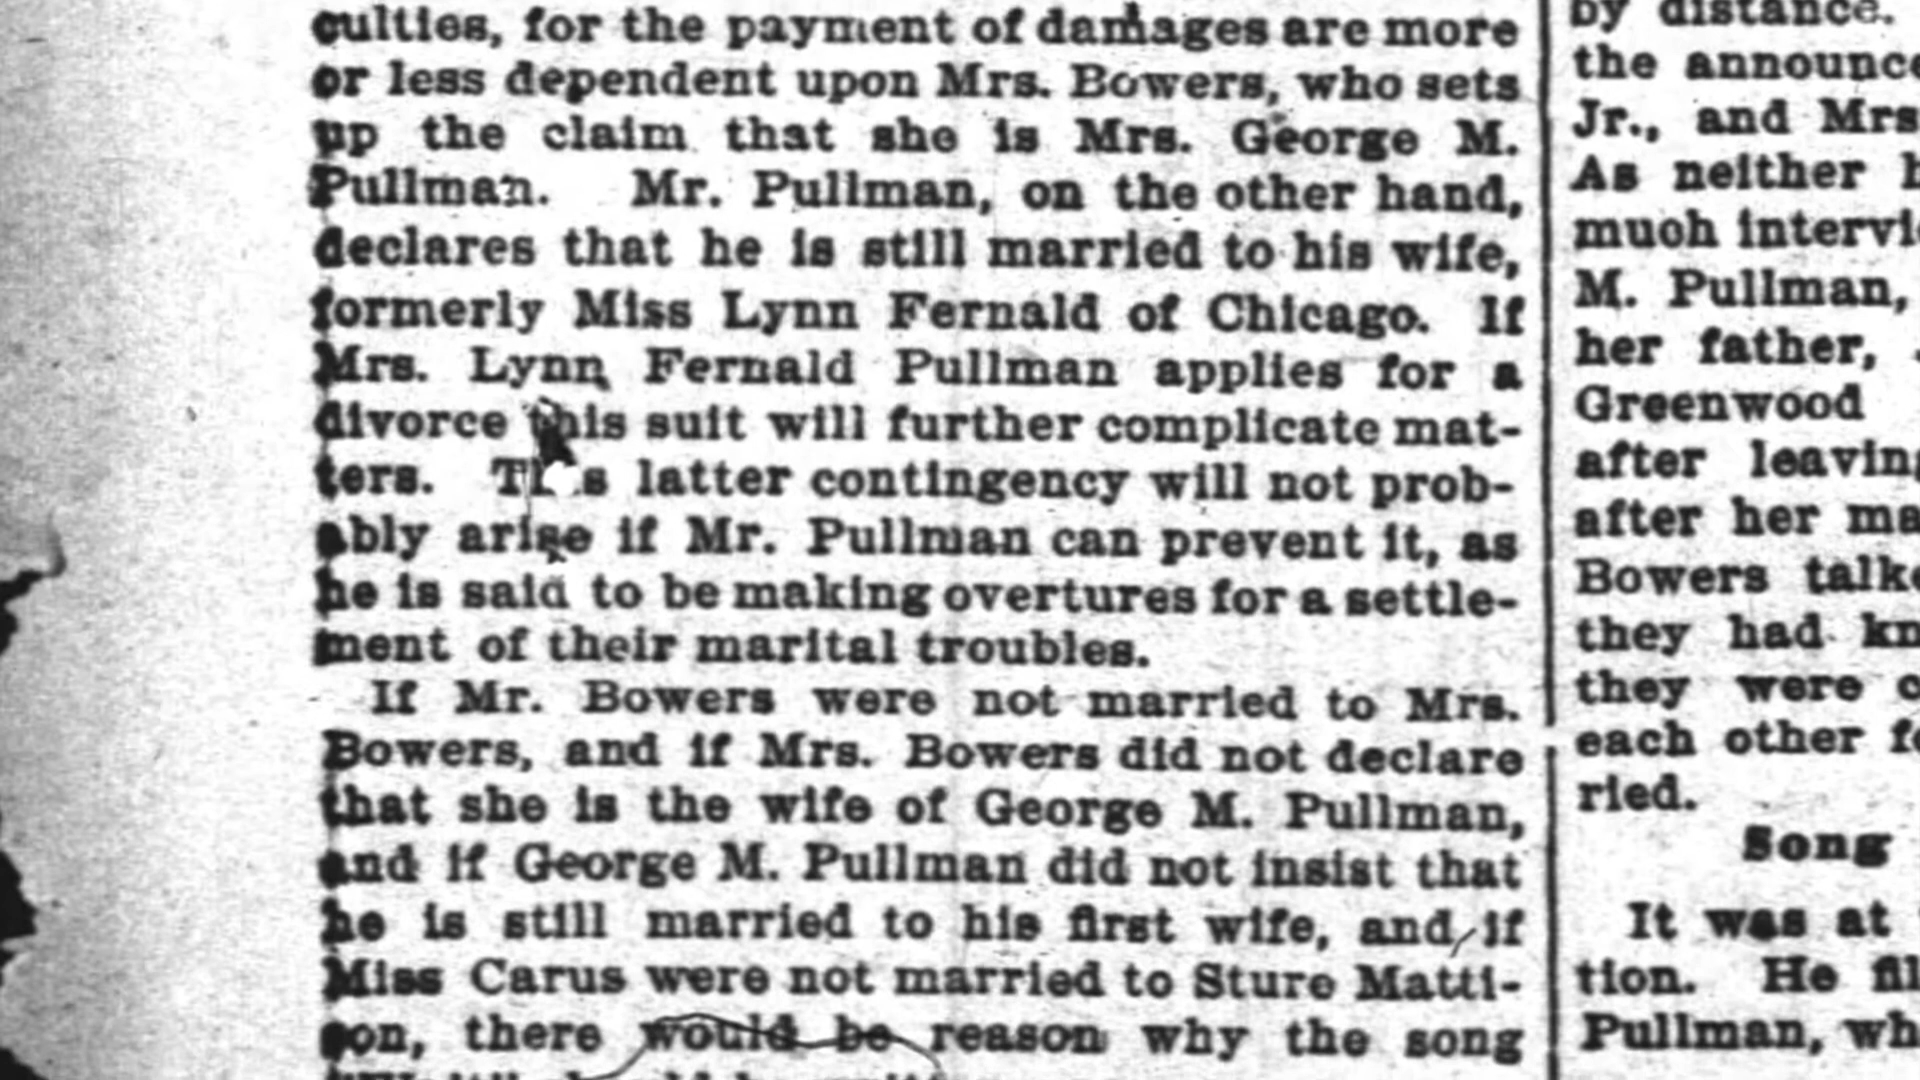 culties, for the payment of damages are more
or less dependent upon Mrs. Bowers, who sets
up the claim that she is Mrs. George M.
Pullman. Mr. Pullman, on the other hand,
declares that he is still married to his wife,
formerly Miss Lynn Fernald of Chicago. If
Mrs. Lynn Fernald Pullman applies for a
divorce this suit will further complicate mat-
ters. This latter contingency will not prob-
ably arise if Mr. Pullman can prevent it, as
he is said to be making overtures for a settle-
ment of their marital troubles.
If Mr. Bowers were not married to Mrs.
Bowers, and if Mrs. Bowers did not declare
that she is the wife of George M. Pullman,
and if George M. Pullman did not insist that
he is still married to his first wife, and if
Miss Carus were not married to Sture Matti-
son, there would be reason why the song
by distance.
the announce
Jr., and Mrs
As neither
much intervi
M. Pullman,
her father,
Greenwood
after leaving
after her ma
Bowers talke
they had kn
they were c
each other fo
ried.
Song
It was at
tion. He fil
Pullman, wh